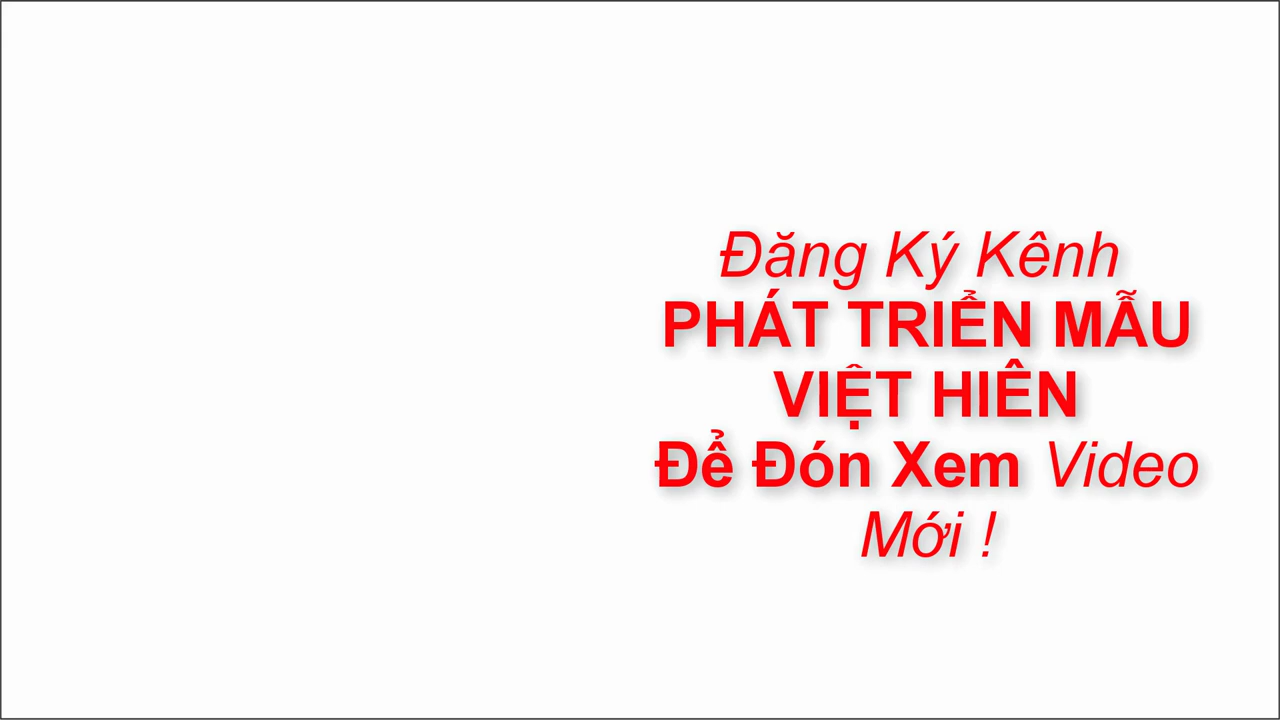 Đăng Ký Kênh
PHÁT TRIỂN MẪU
VIỆT HIÊN
Để Đón Xem Video
Mới !